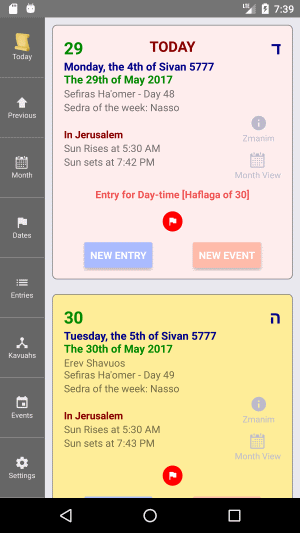 LTE 7:39
Today
Previous
Month
Dates
Entries
Kavuahs
Events
Settings
29 TODAY ד
Monday, the 4th of Sivan 5777
The 29th of May 2017
Sefiras Ha'omer - Day 48
Sedra of the week: Nasso
In Jerusalem
Sun Rises at 5:30 AM
Sun sets at 7:42 PM
Zmanim
Month View
Entry for Day-time [Haflaga of 30]
NEW ENTRY NEW EVENT
30 ה
Tuesday, the 5th of Sivan 5777
The 30th of May 2017
Erev Shavuos
Sefiras Ha'omer - Day 49
Sedra of the week: Nasso
In Jerusalem
Sun Rises at 5:30 AM
Sun sets at 7:43 PM
Zmanim
Month View